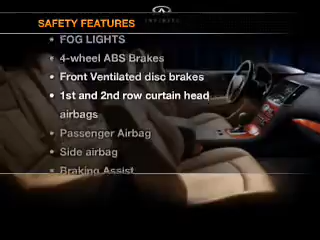 INFINITI
SAFETY FEATURES
• FOG LIGHTS
• 4-wheel ABS Brakes
• Front Ventilated disc brakes
• 1st and 2nd row curtain head
airbags
• Passenger Airbag
• Side airbag
• Braking Assist